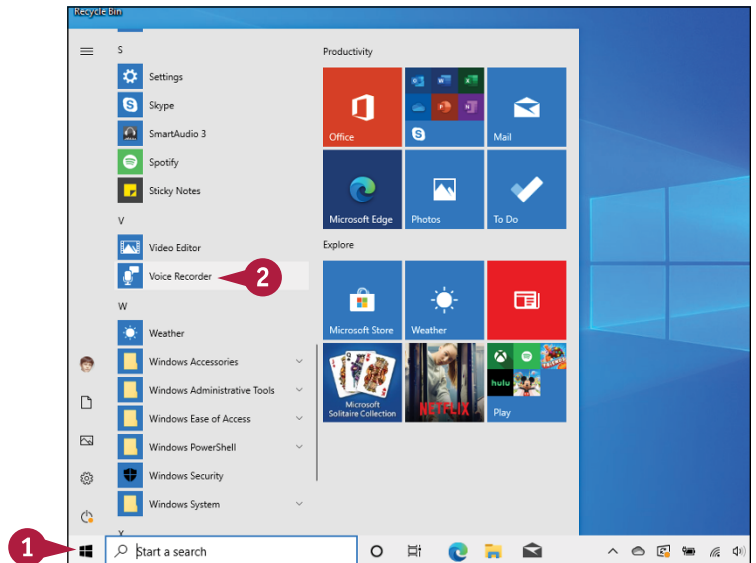 Recycle Bin
S
Settings
Skype
SmartAudio 3
Spotify
Sticky Notes
V
Video Editor
Voice Recorder
2
W
Weather
Windows Accessories
Windows Administrative Tools
Windows Ease of Access
Windows PowerShell
Windows Security
Windows System
X
Productivity
Office
Mail
Microsoft Edge
Photos
To Do
Explore
Microsoft Store
Weather
Microsoft
Solitaire Collection
NETFLIX
hulu
Play
1
Start a search